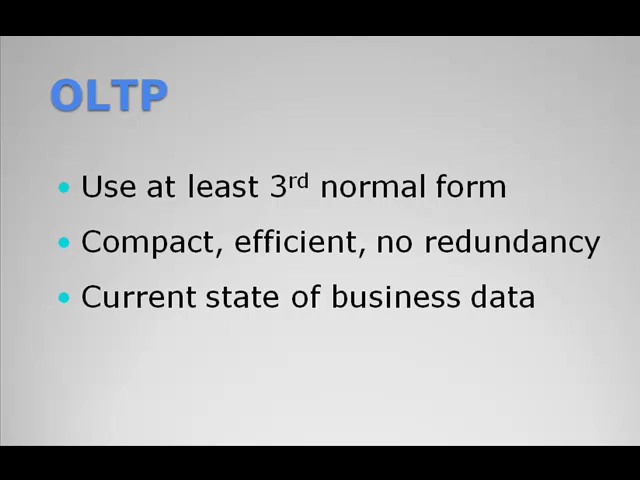 OLTP
• Use at least 3rd normal form
• Compact, efficient, no redundancy
• Current state of business data